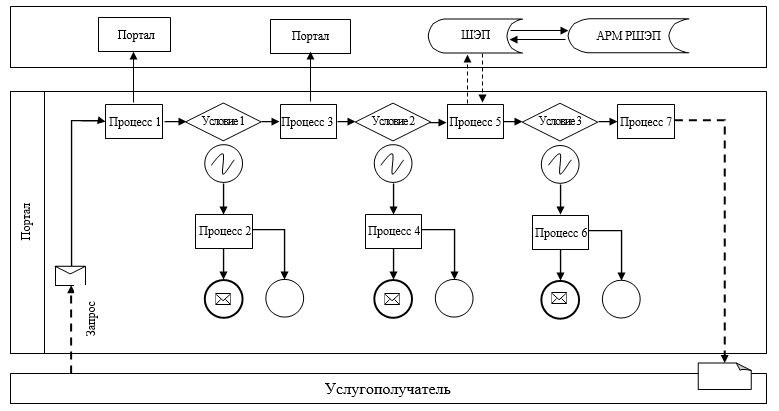 Портал
Портал
ШЭП
АРМ РШЭП
Процесс 1
Условие 1
Процесс 3
Условие 2
Процесс 5
Условие 3
Процесс 7
Портал
Процесс 2
Процесс 4
Процесс 6
Запрос
Услугополучатель